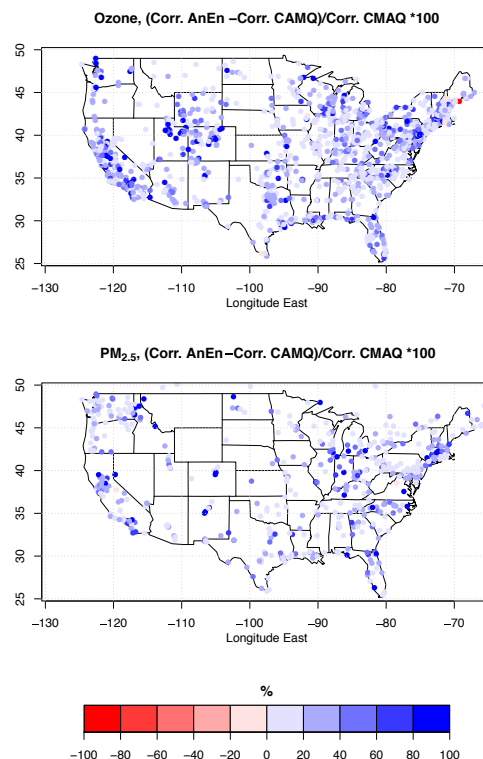 Ozone, (Corr. AnEn −Corr. CAMQ)/Corr. CMAQ *100
50
45
40
35
30
25
−130 −120 −110 −100 −90 −80 −70
Longitude East
PM2.5, (Corr. AnEn−Corr. CAMQ)/Corr. CMAQ *100
50
45
40
35
30
25
−130 −120 −110 −100 −90 −80 −70
Longitude East
%
−100 −80 −60 −40 −20 0 20 40 60 80 100